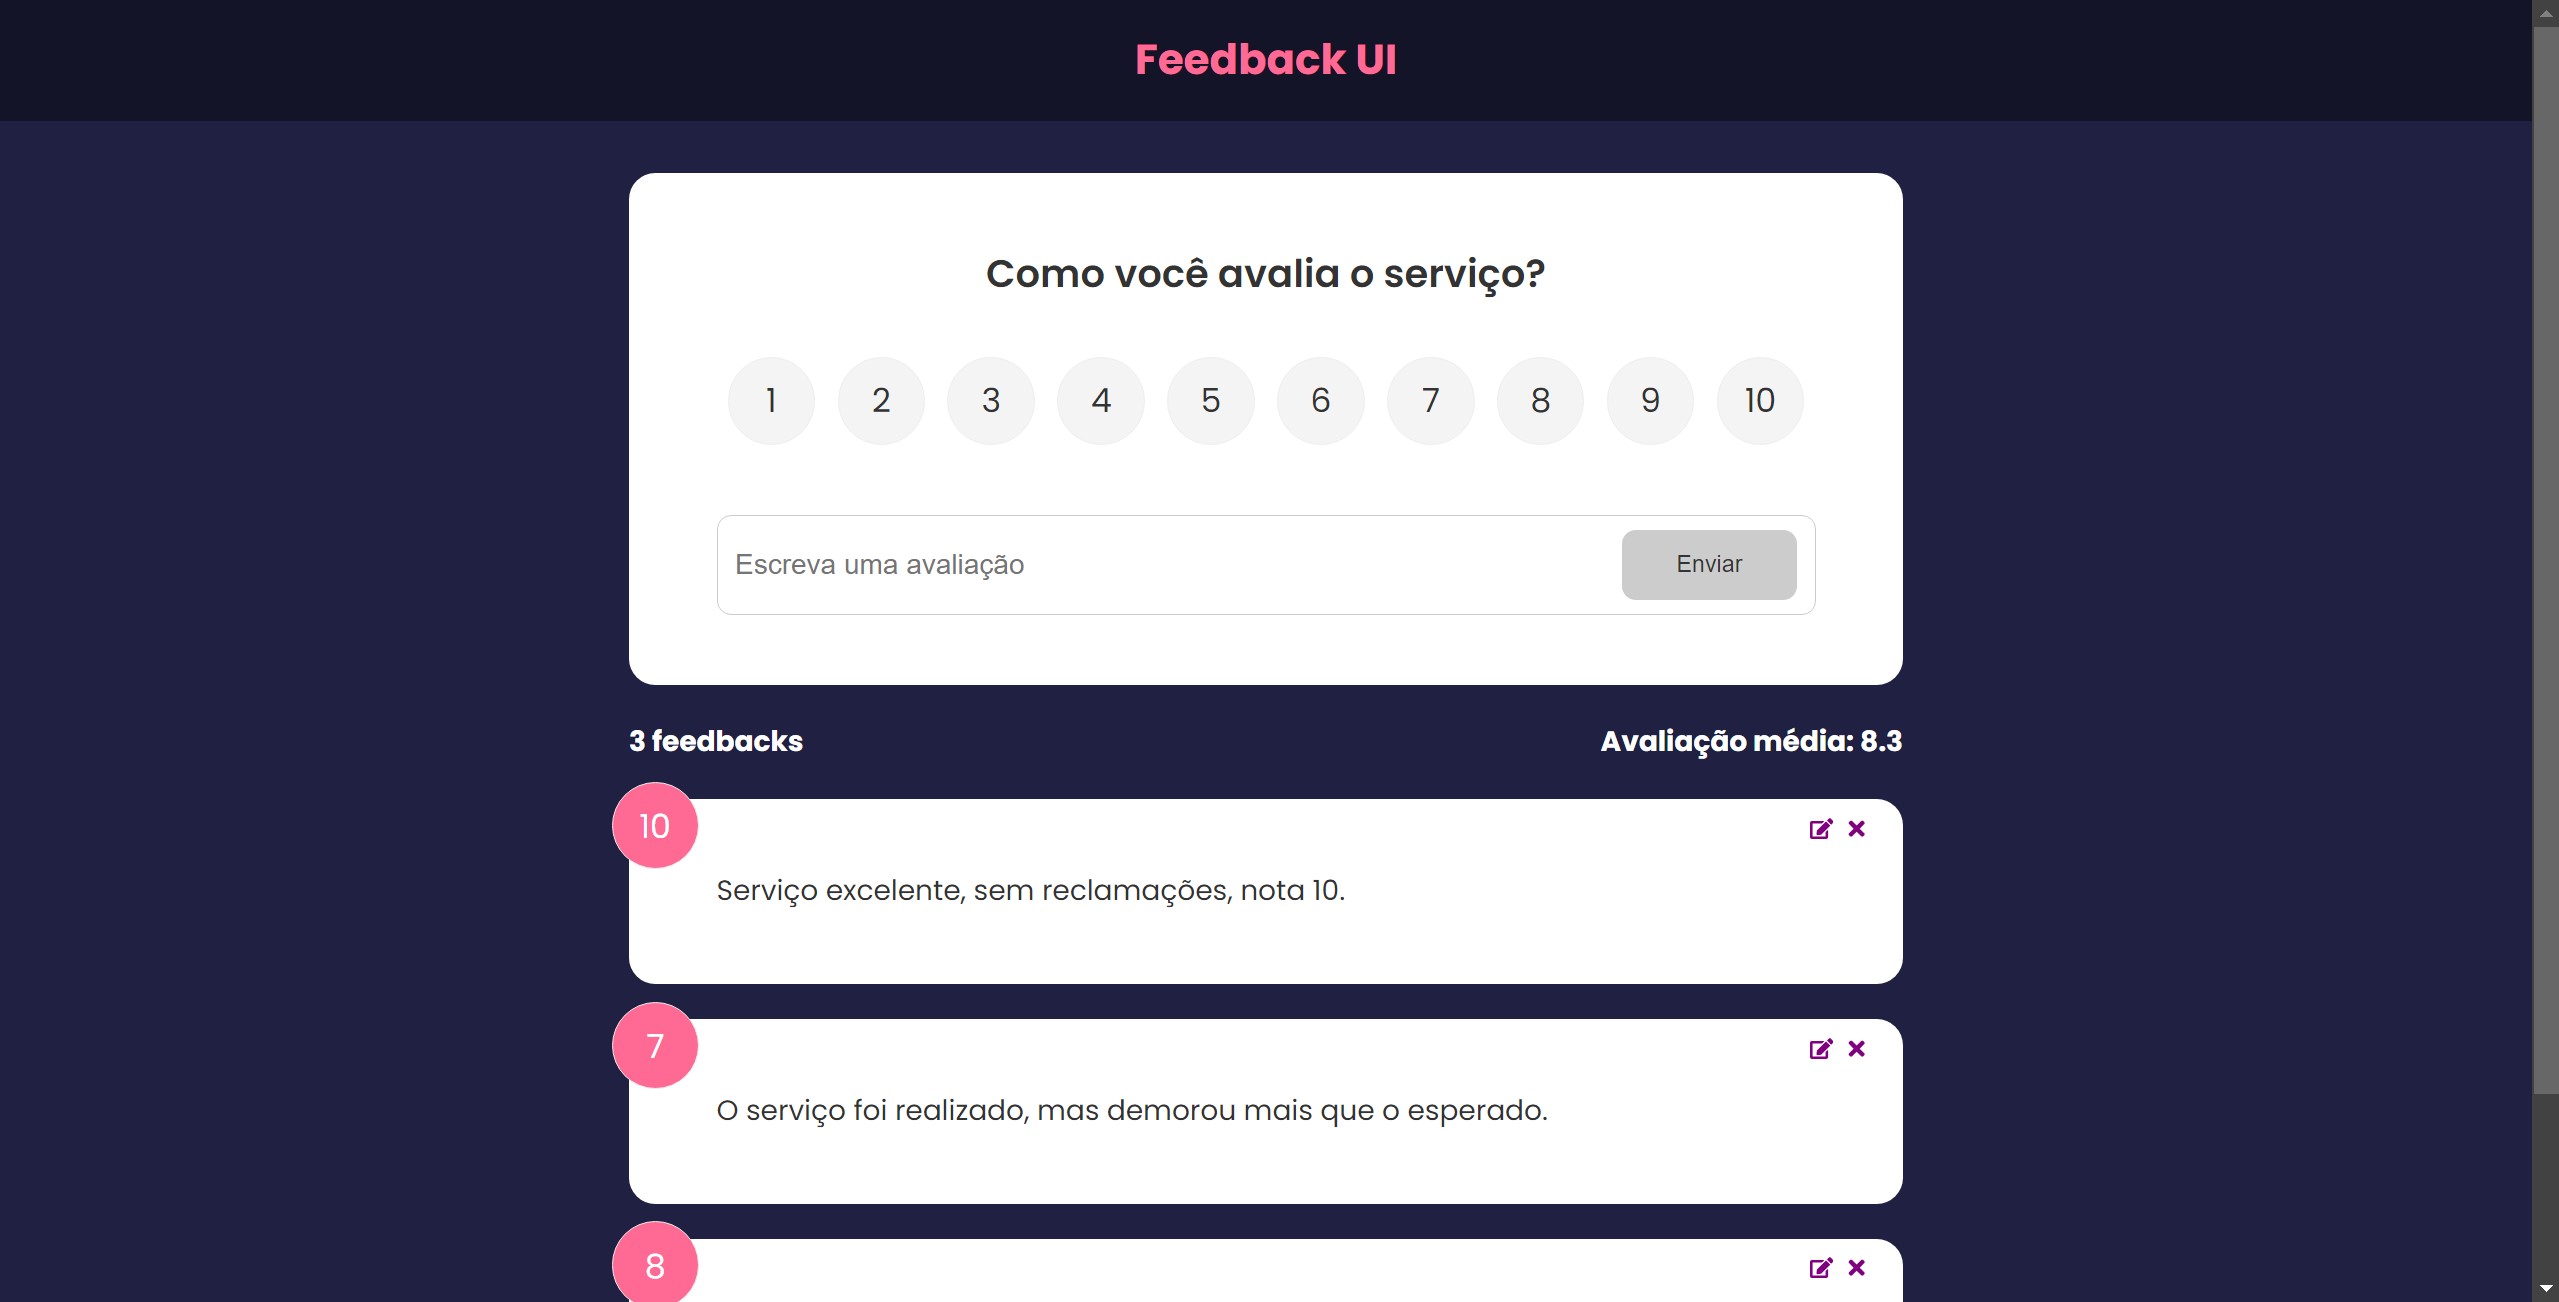 Feedback UI
Como você avalia o serviço?
1 2 3 4 5 6 7 8 9 10
Escreva uma avaliação Enviar
3 feedbacks Avaliação média: 8.3
10
Serviço excelente, sem reclamações, nota 10.
7
O serviço foi realizado, mas demorou mais que o esperado.
8